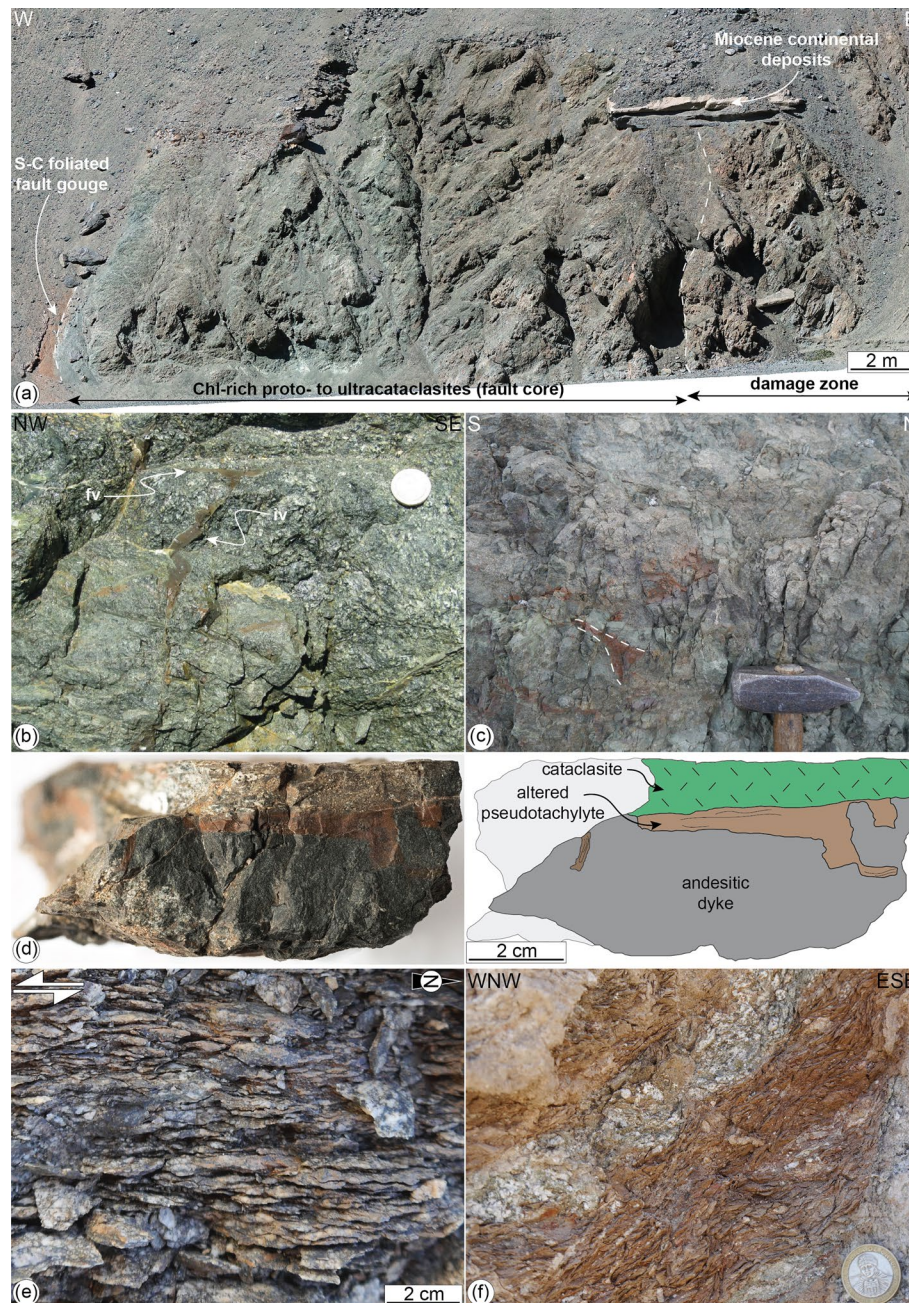 W
E
Miocene continental
deposits
S-C foliated
fault gouge
2 m
(a)
Chl-rich proto- to ultracataclasites (fault core)
damage zone
NW
SE
fv
iv
(b)
S
N
(c)
cataclasite
altered
pseudotachylyte
andesitic
dyke
(d)
2 cm
N
(e)
2 cm
WNW
ESE
(f)